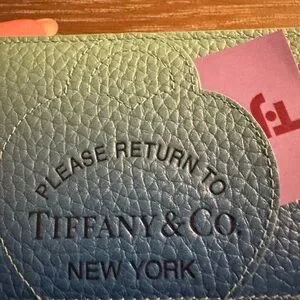 PLEASE RETURN TO
TIFFANY & CO.
NEW YORK